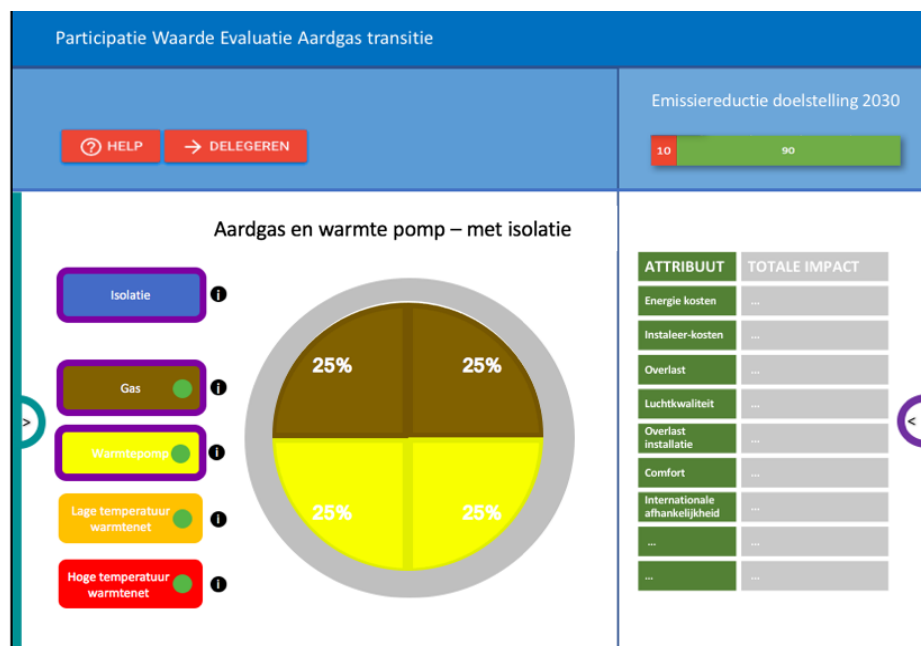 Participatie Waarde Evaluatie Aardgas transitie
Emissiereductie doelstelling 2030
? HELP
→ DELEGEREN
10
90
Aardgas en warmte pomp – met isolatie
Isolatie
i
Gas
i
Warmtepomp
i
Lage temperatuur
warmtenet
i
Hoge temperatuur
warmtenet
i
>
25%
25%
25%
25%
ATTRIBUUT
TOTALE IMPACT
Energie kosten
...
Instaleer-kosten
...
Overlast
...
Luchtkwaliteit
...
Overlast
installatie
...
Comfort
...
Internationale
afhankelijkheid
...
...
...
...
...
<